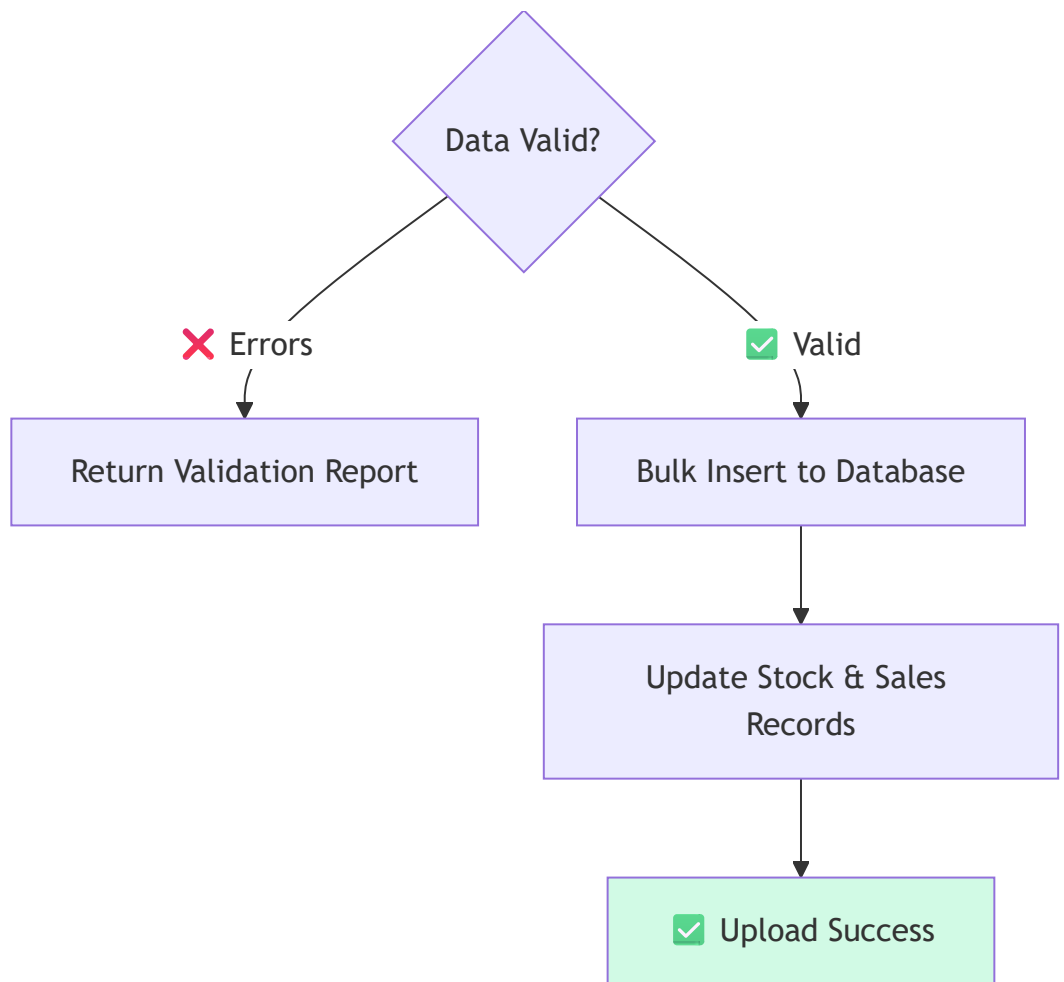 Data Valid?
❌ Errors
✅ Valid
Return Validation Report
Bulk Insert to Database
Update Stock & Sales
Records
✅ Upload Success